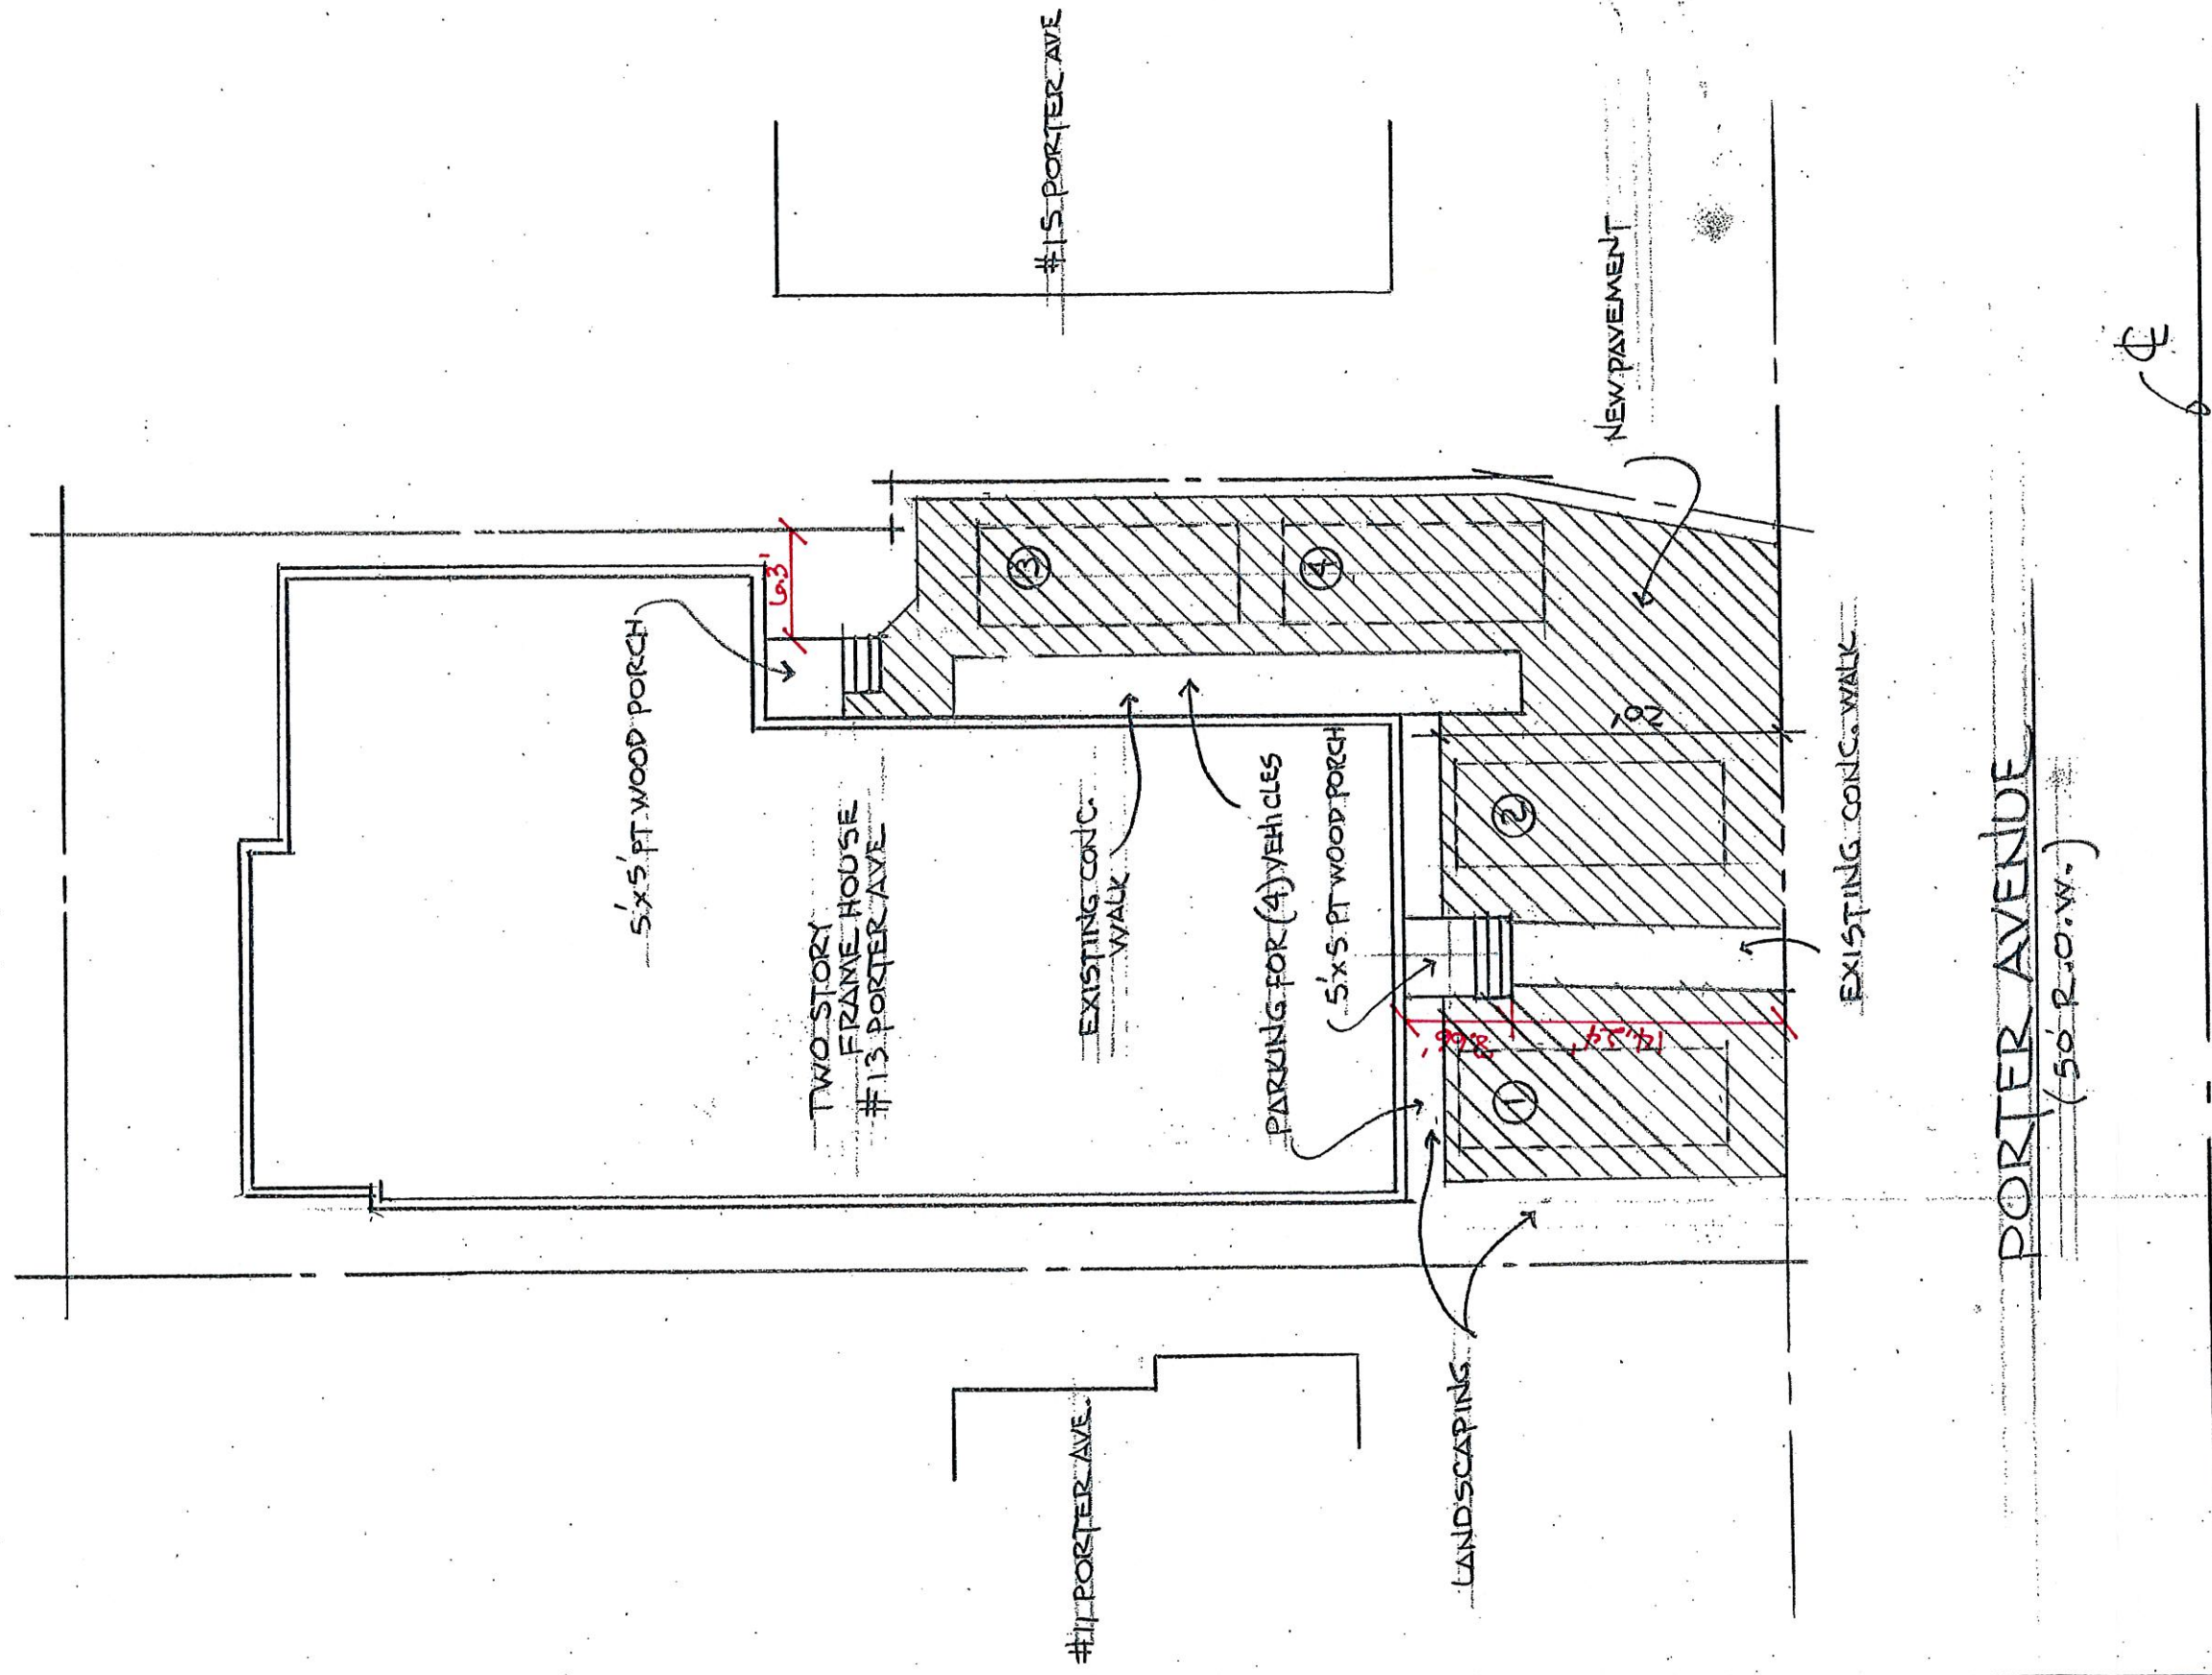 5'x5' PT WOOD PORCH
6.3'
TWO STORY
FRAME HOUSE
#13 PORTER AVE
3
#15 PORTER AVE
#11 PORTER AVE.
EXISTING CONC.
WALK
PARKING FOR (4) VEHICLES
4
5'x5' PT WOOD PORCH
8.06'
LANDSCAPING
1
2
14.24'
NEW PAVEMENT
20'
EXISTING CONC. WALK
PORTER AVENUE
(50' R.O.W.)
℄